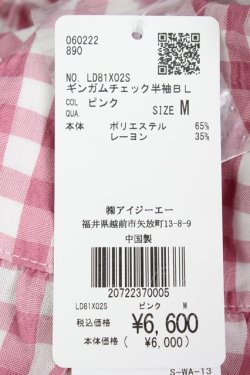 060222
890
NO. LD81X02S
ギンガムチェック半袖BL
COL ピンク
QUA. SIZE M
本体 ポリエステル 65%
レーヨン 35%
㈱アイジーエー
福井県越前市矢放町13-8-9
中国製
LD81X02S ピンク M
20722370005
税込価格 ¥6,600
本体価格 (¥6,000)
S-WA-13